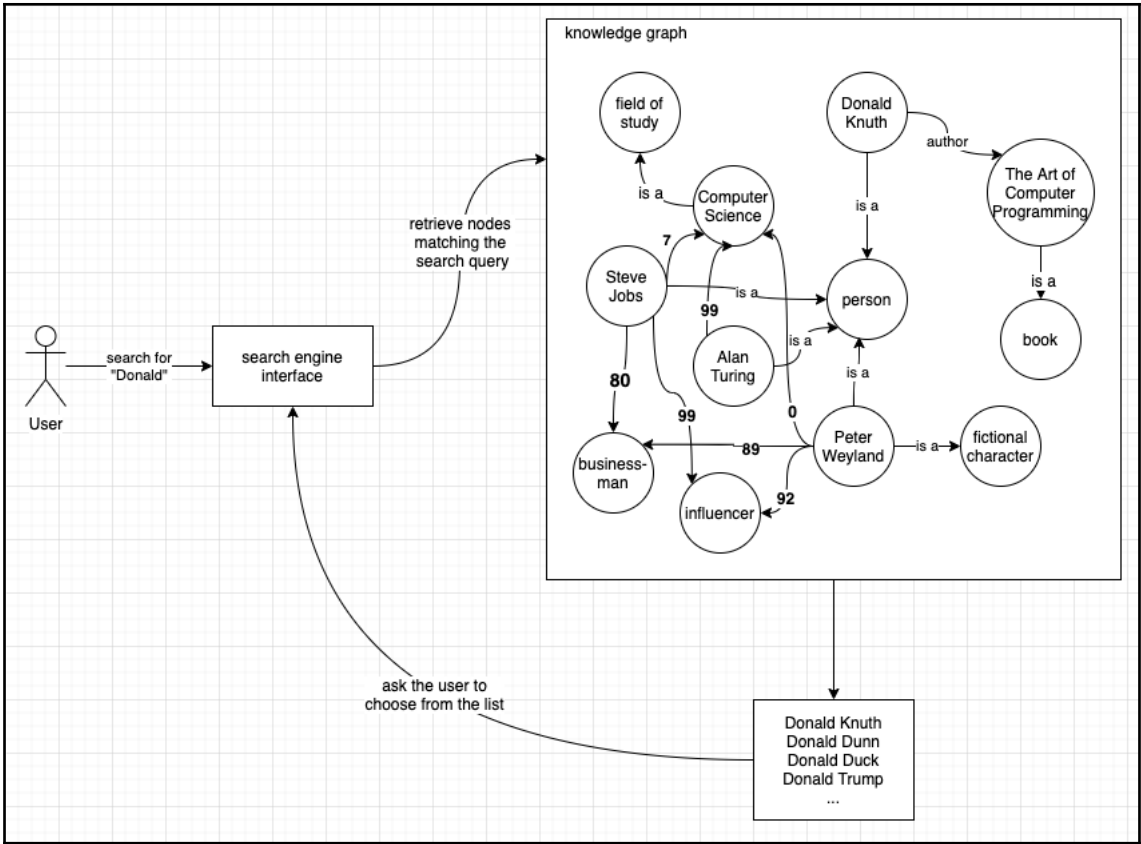 knowledge graph
field of
study
Donald
Knuth
author
The Art of
Computer
Programming
is a
Computer
Science
is a
retrieve nodes
matching the
search query
7
Steve
Jobs
is a
person
is a
99
book
search for
"Donald"
search engine
interface
Alan
Turing
is a
is a
User
80
99
0
Peter
Weyland
is a
fictional
character
89
business-
man
92
influencer
ask the user to
choose from the list
Donald Knuth
Donald Dunn
Donald Duck
Donald Trump
...